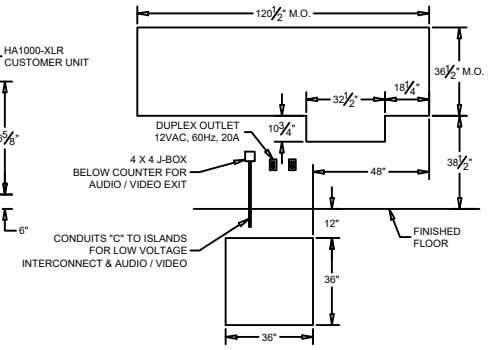 120½" M.O.
HA1000-XLR
CUSTOMER UNIT
36½" M.O.
18¼"
32½"
10¾"
DUPLEX OUTLET
12VAC, 60Hz, 20A
38½"
4 X 4 J-BOX
BELOW COUNTER FOR
AUDIO / VIDEO EXIT
48"
6"
12"
CONDUITS "C" TO ISLANDS
FOR LOW VOLTAGE
INTERCONNECT & AUDIO / VIDEO
FINISHED
FLOOR
36"
36"